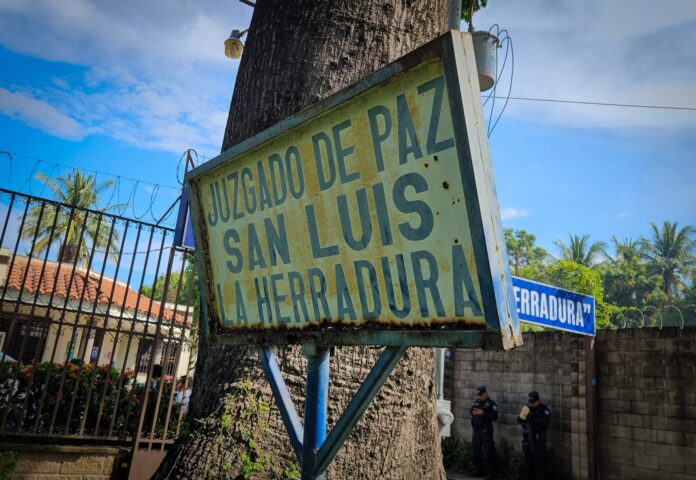 JUZGADO DE PAZ
SAN LUIS
LA HERRADURA
ERRADURA"